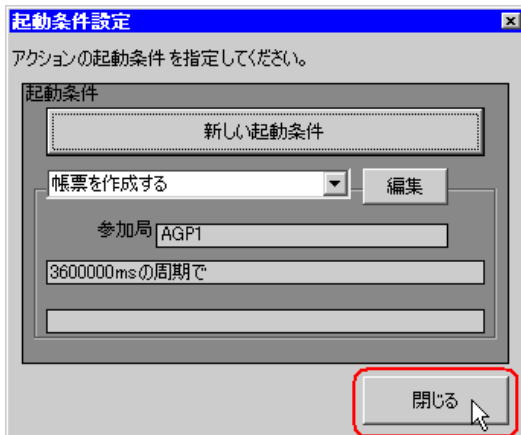 起動条件設定
アクションの起動条件を指定してください。
起動条件
新しい起動条件
帳票を作成する
編集
参加局 AGP1
3600000msの周期で
閉じる